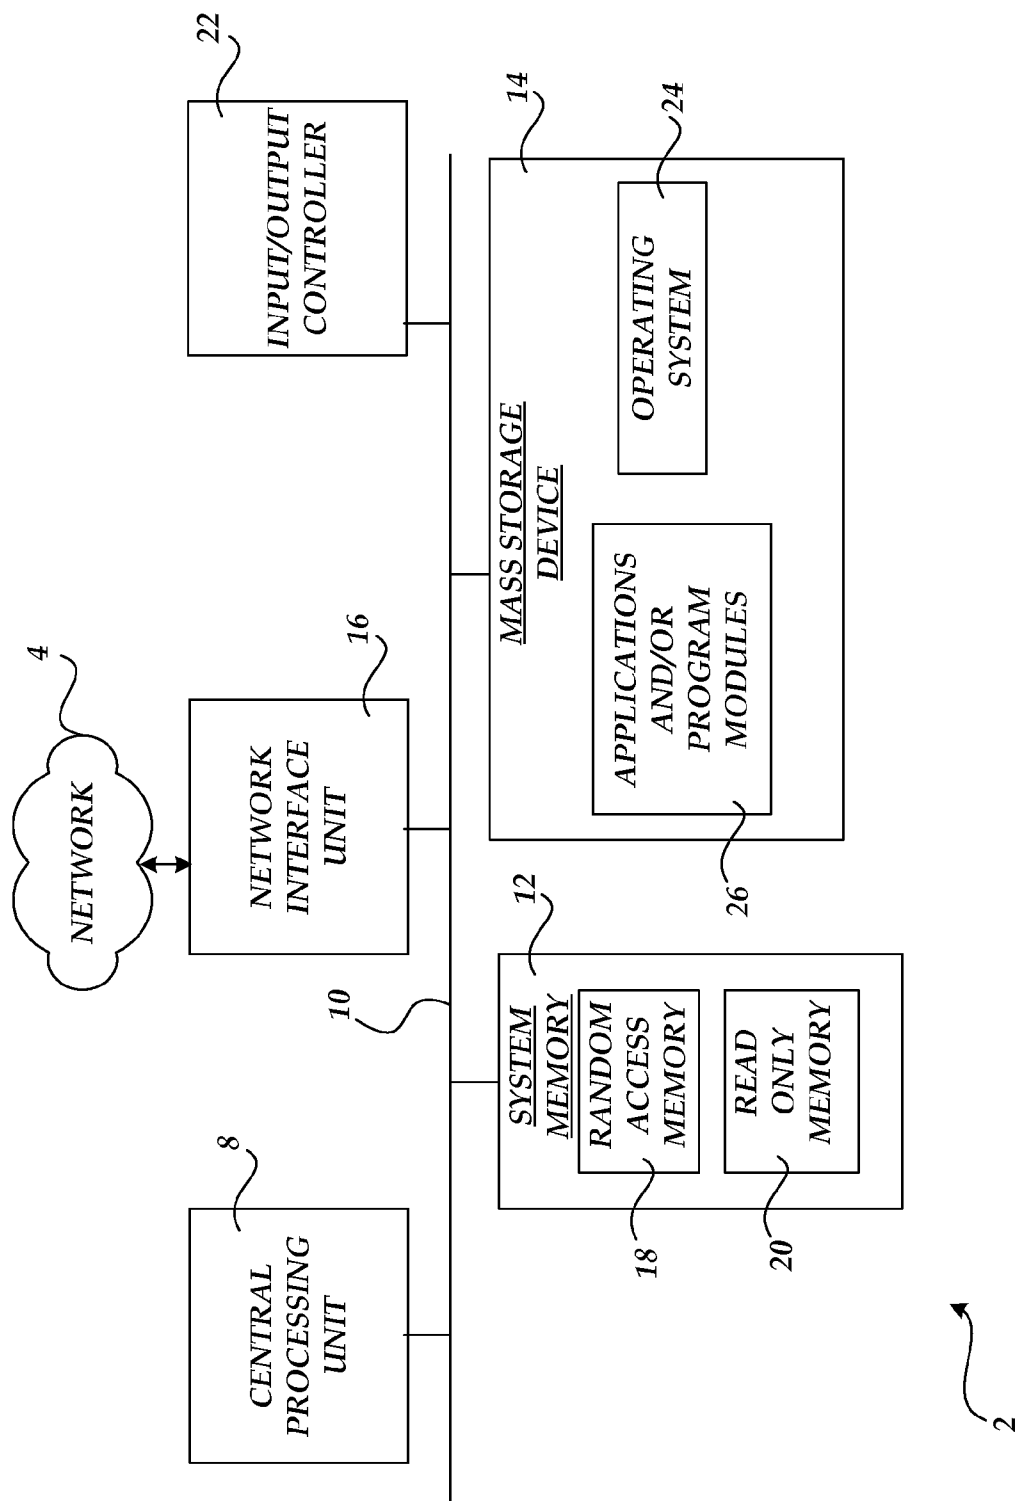 NETWORK
4
CENTRAL
PROCESSING
UNIT
8
NETWORK
INTERFACE
UNIT
16
INPUT/OUTPUT
CONTROLLER
22
10
SYSTEM
MEMORY
12
RANDOM
ACCESS
MEMORY
18
READ
ONLY
MEMORY
20
MASS STORAGE
DEVICE
14
APPLICATIONS
AND/OR
PROGRAM
MODULES
26
OPERATING
SYSTEM
24
2